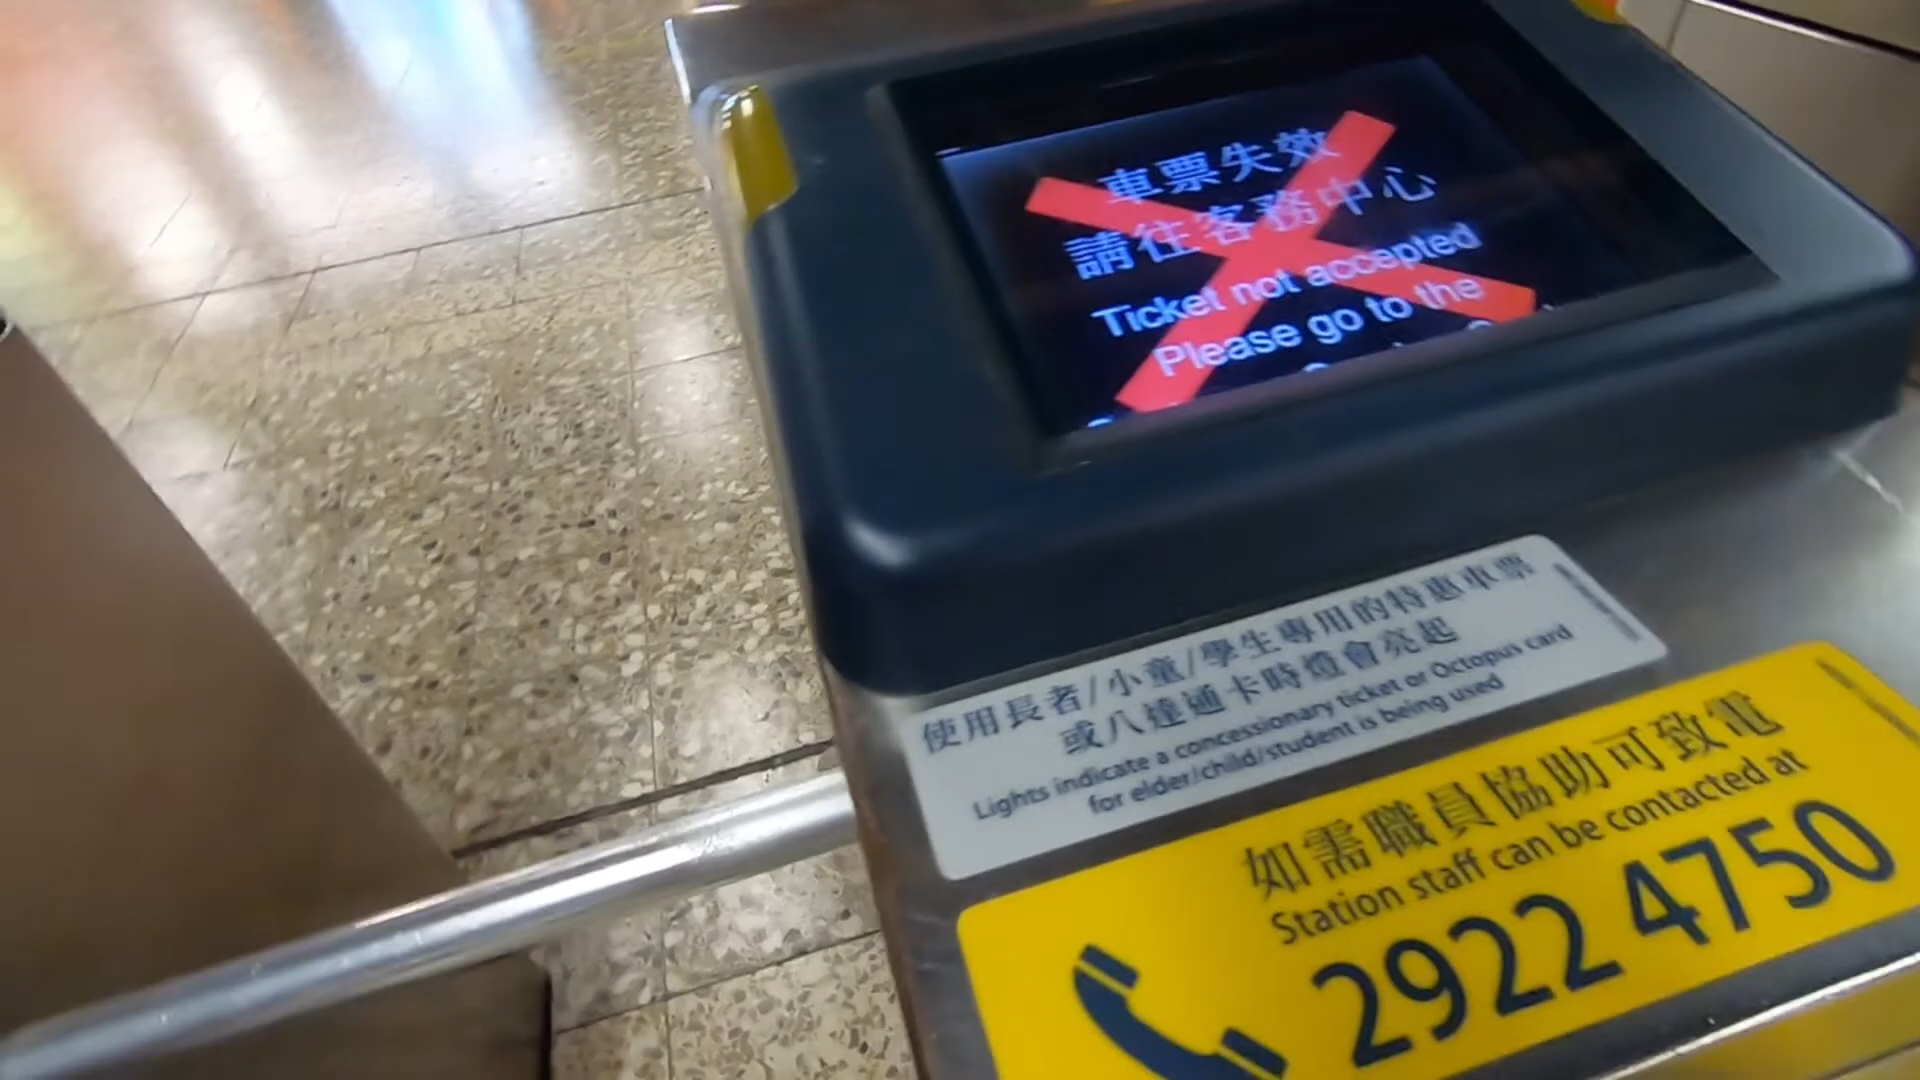 車票失效
請往客務中心
Ticket not accepted
Please go to the
使用長者/小童/學生專用的特惠車票
或八達通卡時燈會亮起
Lights indicate a concessionary ticket or Octopus card
for elder/child/student is being used
如需職員協助可致電
Station staff can be contacted at
2922 4750